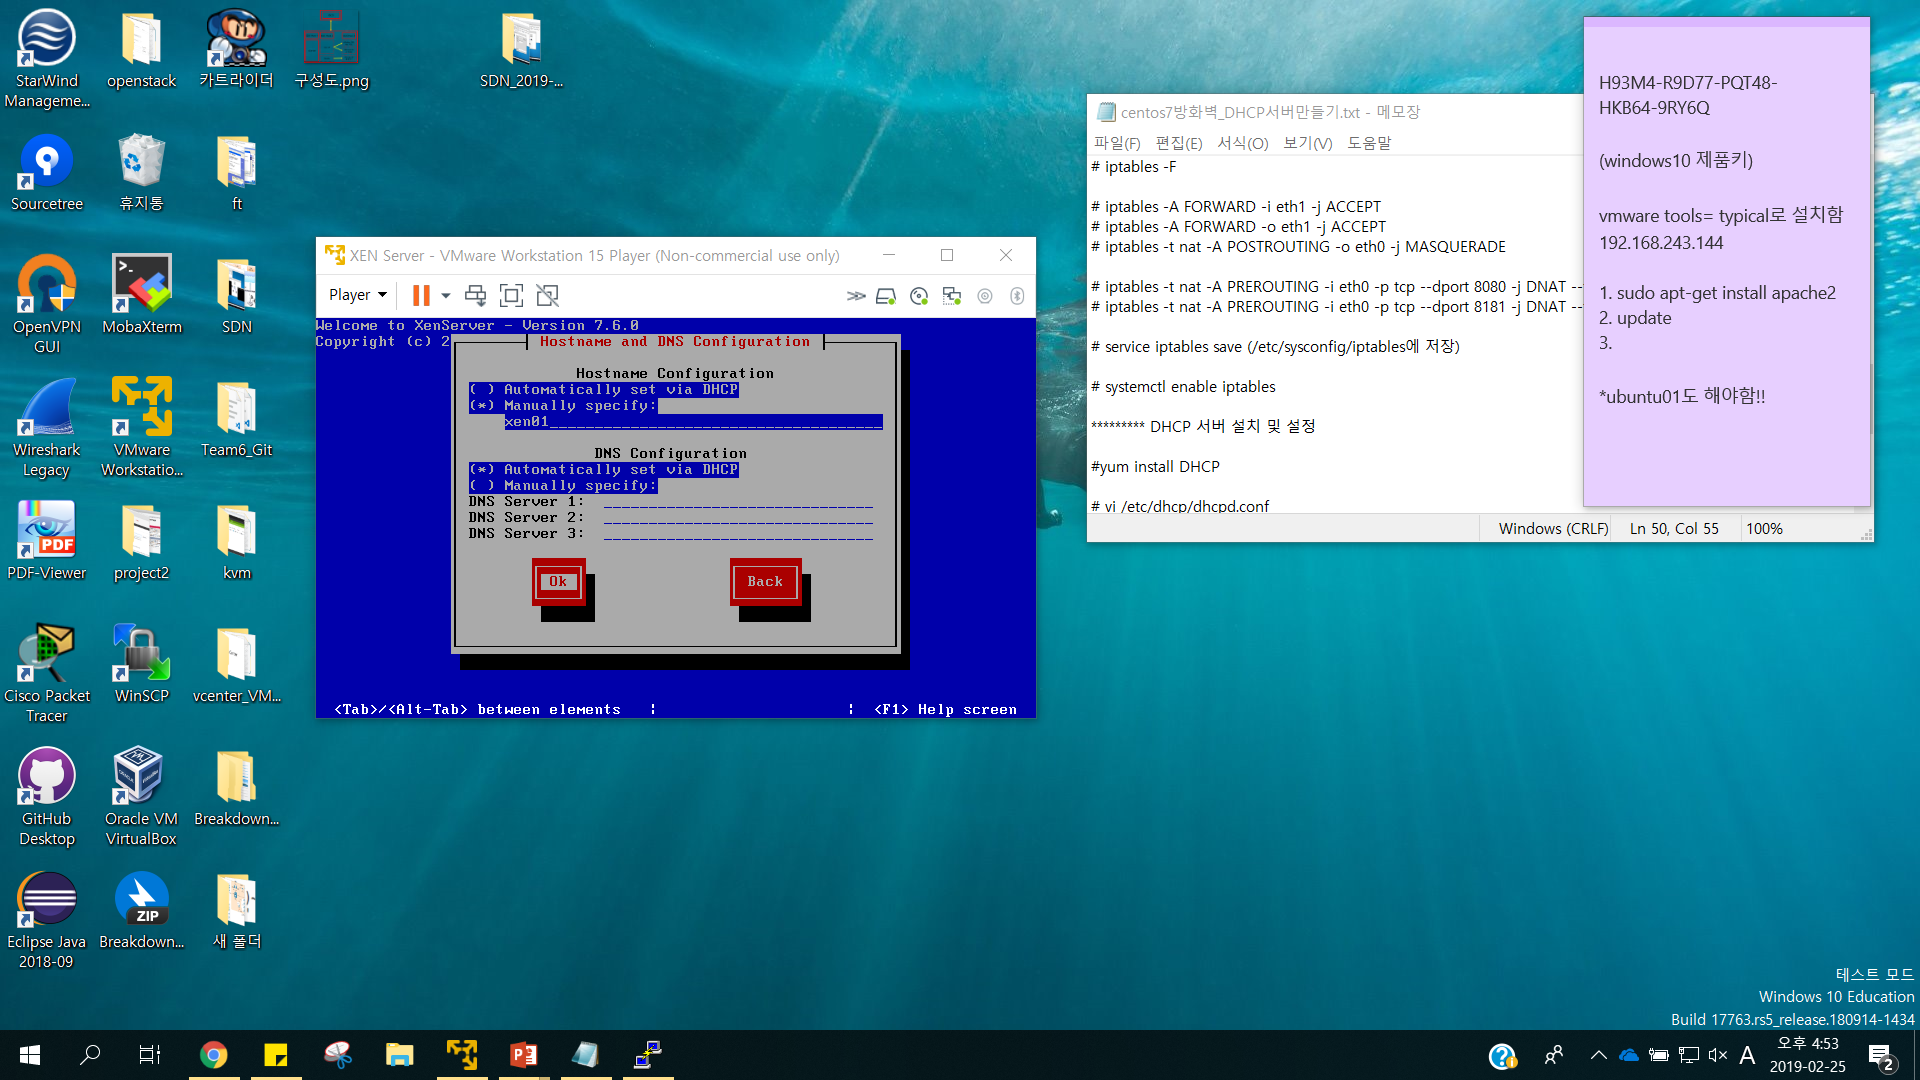 StarWind
Manageme...
openstack
카트라이더
구성도.png
SDN_2019-...
Sourcetree
휴지통
ft
OpenVPN
GUI
MobaXterm
SDN
Wireshark
Legacy
VMware
Workstatio...
Team6_Git
PDF-Viewer
project2
kvm
Cisco Packet
Tracer
WinSCP
vcenter_VM...
GitHub
Desktop
Oracle VM
VirtualBox
Breakdown...
Eclipse Java
2018-09
Breakdown...
새 폴더
XEN Server - VMware Workstation 15 Player (Non-commercial use only)
Player
Welcome to XenServer - Version 7.6.0
Copyright (c) 2
Hostname and DNS Configuration
Hostname Configuration
( ) Automatically set via DHCP
(*) Manually specify:
xen01_____________________________________
DNS Configuration
(*) Automatically set via DHCP
( ) Manually specify:
DNS Server 1: ______________________________
DNS Server 2: ______________________________
DNS Server 3: ______________________________
Ok
Back
<Tab>/<Alt-Tab> between elements | | <F1> Help screen
centos7방화벽_DHCP서버만들기.txt - 메모장
파일(F) 편집(E) 서식(O) 보기(V) 도움말
# iptables -F
# iptables -A FORWARD -i eth1 -j ACCEPT
# iptables -A FORWARD -o eth1 -j ACCEPT
# iptables -t nat -A POSTROUTING -o eth0 -j MASQUERADE
# iptables -t nat -A PREROUTING -i eth0 -p tcp --dport 8080 -j DNAT --
# iptables -t nat -A PREROUTING -i eth0 -p tcp --dport 8181 -j DNAT --
# service iptables save (/etc/sysconfig/iptables에 저장)
# systemctl enable iptables
********* DHCP 서버 설치 및 설정
#yum install DHCP
# vi /etc/dhcp/dhcpd.conf
Windows (CRLF)
Ln 50, Col 55
100%
H93M4-R9D77-PQT48-
HKB64-9RY6Q
(windows10 제품키)
vmware tools= typical로 설치함
192.168.243.144
1. sudo apt-get install apache2
2. update
3.
*ubuntu01도 해야함!!
테스트 모드
Windows 10 Education
Build 17763.rs5_release.180914-1434
A
오후 4:53
2019-02-25
2